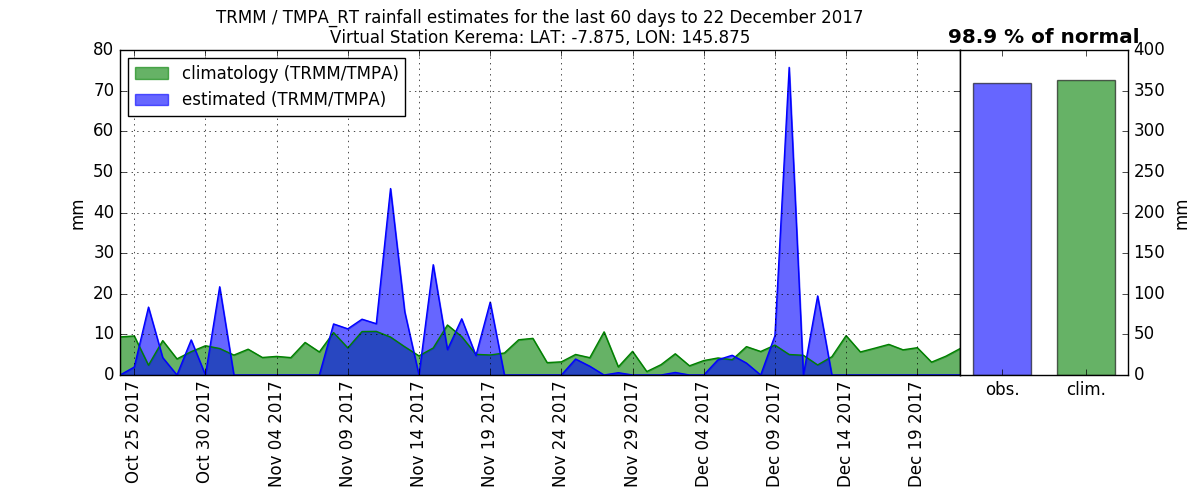 TRMM / TMPA_RT rainfall estimates for the last 60 days to 22 December 2017
Virtual Station Kerema: LAT: -7.875, LON: 145.875
98.9 % of normal
climatology (TRMM/TMPA)
estimated (TRMM/TMPA)
80
70
60
50
40
30
20
10
0
mm
Oct 25 2017
Oct 30 2017
Nov 04 2017
Nov 09 2017
Nov 14 2017
Nov 19 2017
Nov 24 2017
Nov 29 2017
Dec 04 2017
Dec 09 2017
Dec 14 2017
Dec 19 2017
400
350
300
250
200
150
100
50
0
mm
obs.
clim.